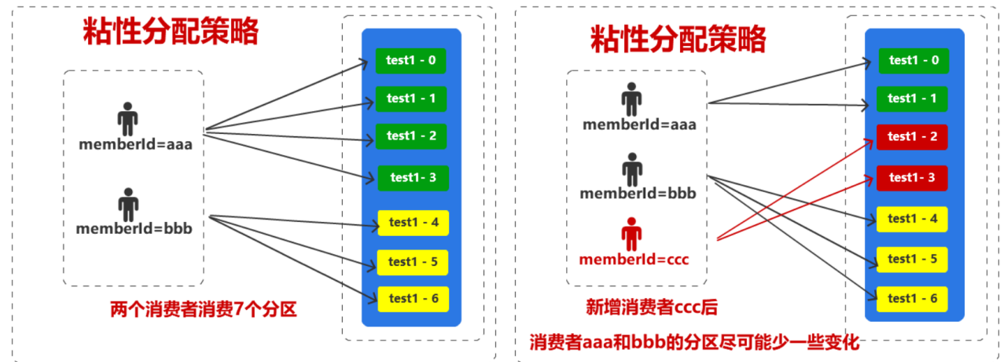 粘性分配策略
memberId=aaa
memberId=bbb
test1 - 0
test1 - 1
test1 - 2
test1- 3
test1 - 4
test1 - 5
test1 - 6
两个消费者消费7个分区
粘性分配策略
memberId=aaa
memberId=bbb
memberId=ccc
test1 - 0
test1 - 1
test1 - 2
test1- 3
test1 - 4
test1 - 5
test1 - 6
新增消费者ccc后
消费者aaa和bbb的分区尽可能少一些变化